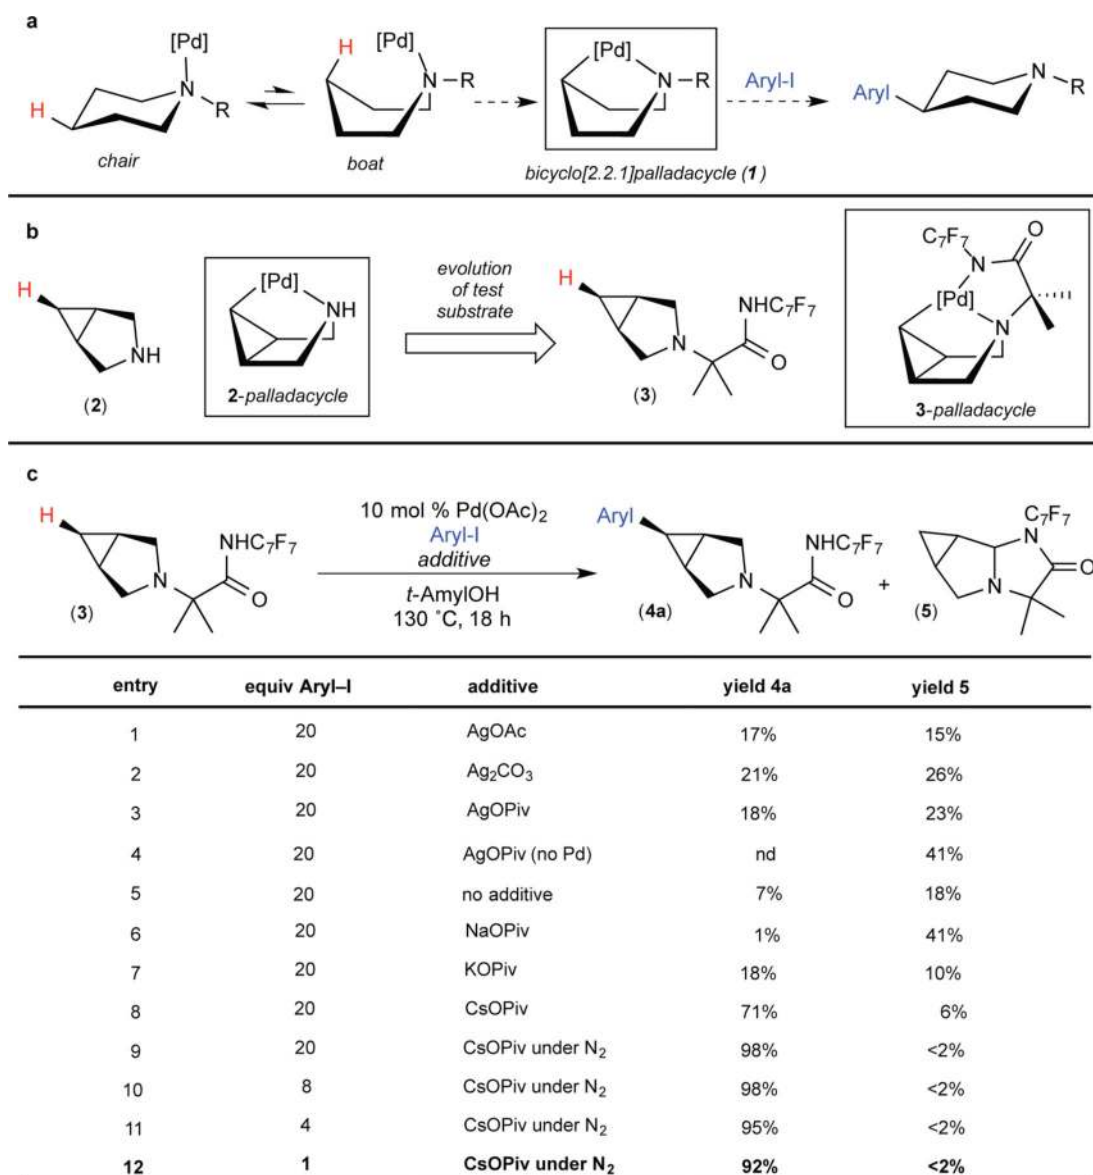 a
[Pd]
H
N
R
chair
H
[Pd]
N–R
boat
[Pd]
N–R
bicyclo[2.2.1]palladacycle (1)
Aryl-I
Aryl
N
R
b
H
NH
(2)
[Pd]
NH
2-palladacycle
evolution
of test
substrate
H
N
NHC7F7
O
(3)
C7F7
N
O
[Pd]
N
3-palladacycle
c
H
N
NHC7F7
O
(3)
10 mol % Pd(OAc)2
Aryl-I
additive
t-AmylOH
130 ˚C, 18 h
Aryl
N
NHC7F7
O
(4a)
+
C7F7
N
O
N
(5)
entry equiv Aryl–I additive yield 4a yield 5
1 20 AgOAc 17% 15%
2 20 Ag2CO3 21% 26%
3 20 AgOPiv 18% 23%
4 20 AgOPiv (no Pd) nd 41%
5 20 no additive 7% 18%
6 20 NaOPiv 1% 41%
7 20 KOPiv 18% 10%
8 20 CsOPiv 71% 6%
9 20 CsOPiv under N2 98% <2%
10 8 CsOPiv under N2 98% <2%
11 4 CsOPiv under N2 95% <2%
12 1 CsOPiv under N2 92% <2%